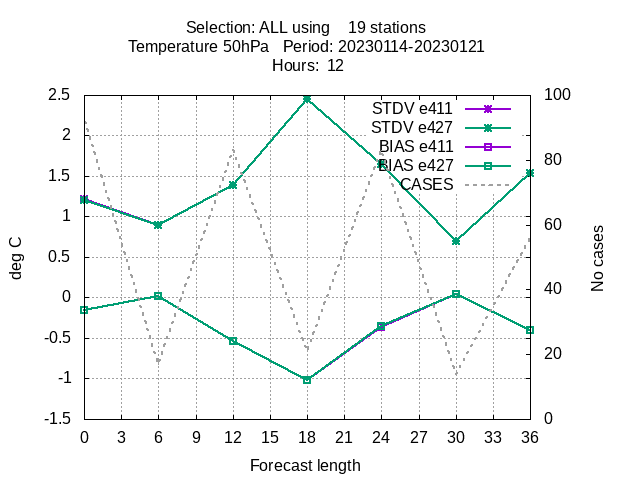 Selection: ALL using    19 stations
Temperature 50hPa   Period: 20230114-20230121
Hours:  12
2.5
2
1.5
1
0.5
0
-0.5
-1
-1.5
deg C
100
80
60
40
20
0
No cases
STDV e411
STDV e427
BIAS e411
BIAS e427
CASES
0 3 6 9 12 15 18 21 24 27 30 33 36
Forecast length